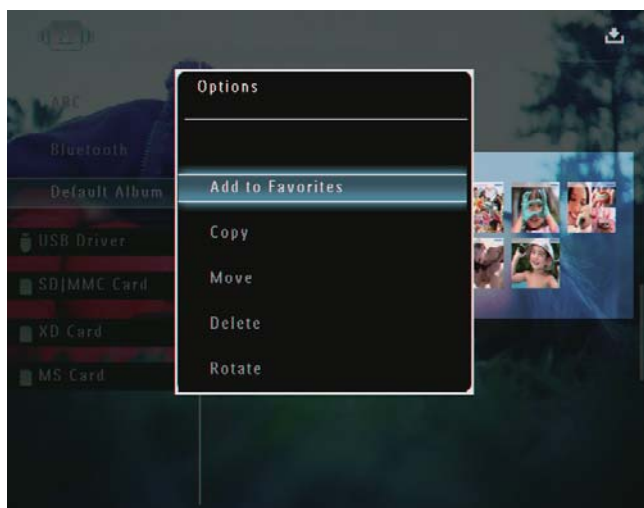 Options
ABC
Bluetooth
Default Album
USB Driver
SD|MMC Card
XD Card
MS Card
Add to Favorites
Copy
Move
Delete
Rotate